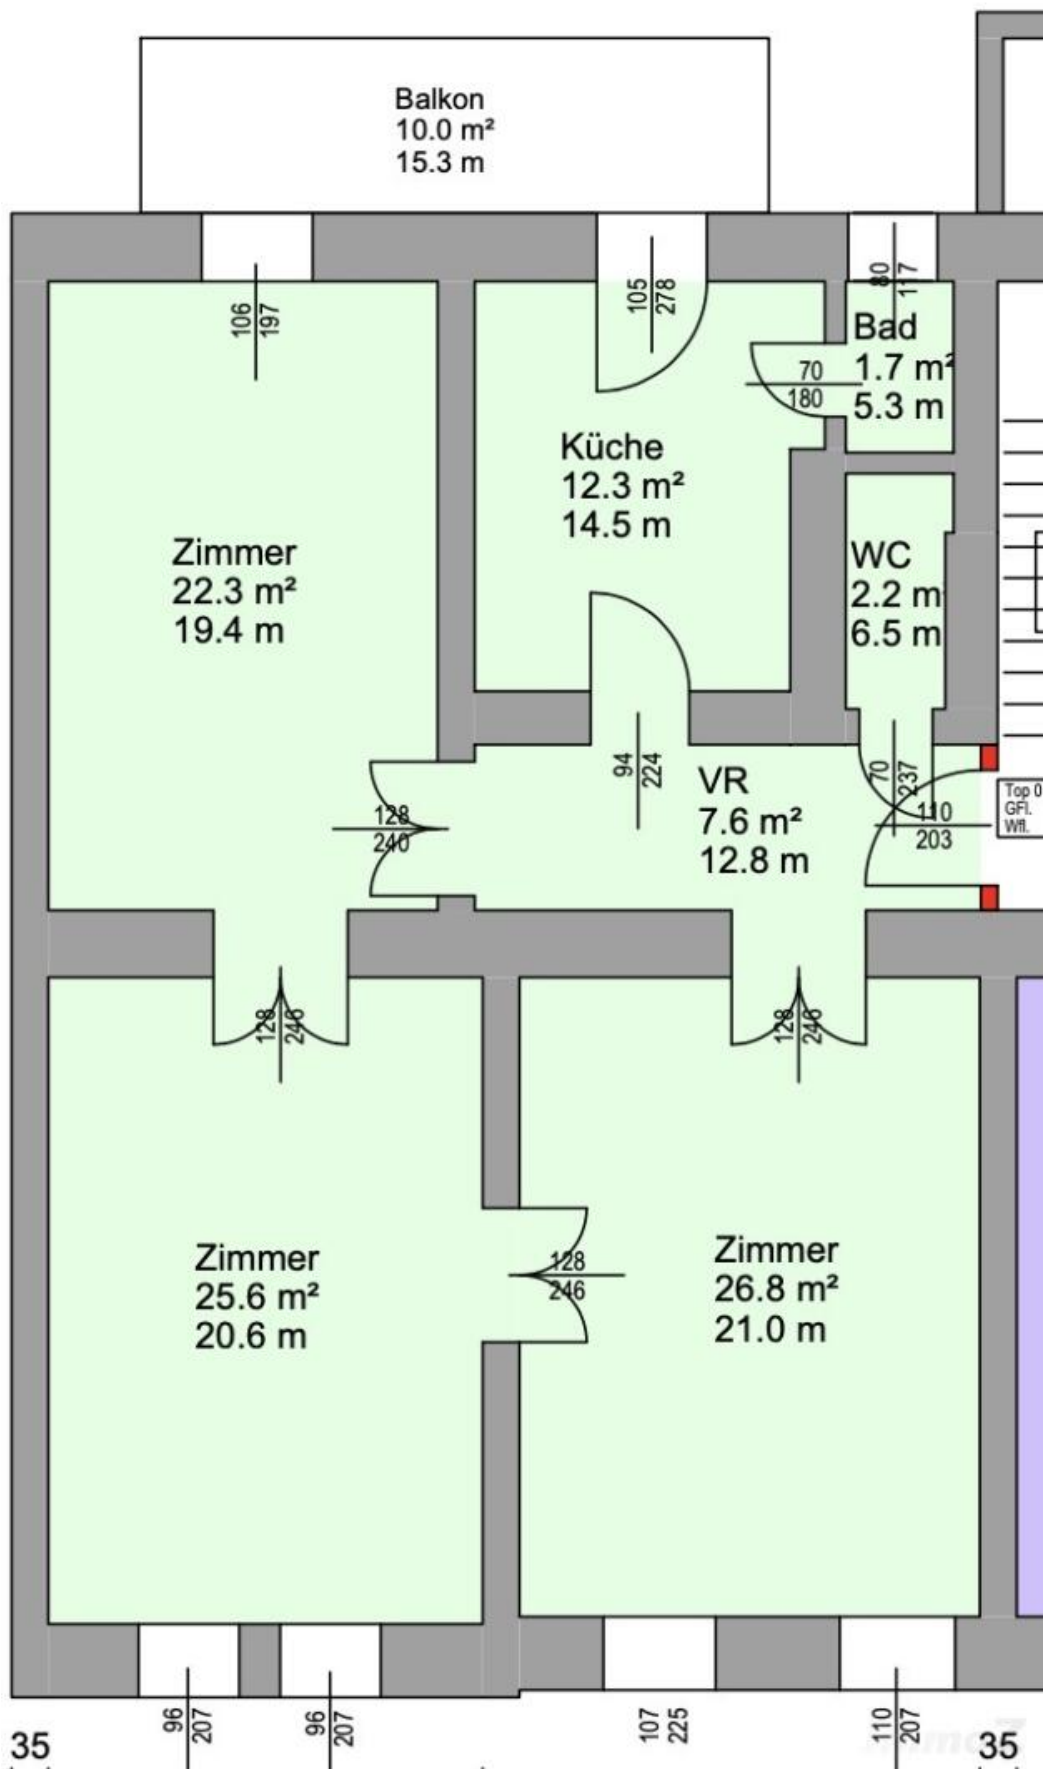 Balkon
10.0 m²
15.3 m
106
197
105
278
80
117
Bad
1.7 m²
5.3 m
70
180
Küche
12.3 m²
14.5 m
Zimmer
22.3 m²
19.4 m
WC
2.2 m
6.5 m
94
224
VR
7.6 m²
12.8 m
70
237
110
203
Top 0
GFl.
Wfl.
128
240
128
246
128
246
Zimmer
25.6 m²
20.6 m
128
246
Zimmer
26.8 m²
21.0 m
96
207
96
207
107
225
110
207
35
35